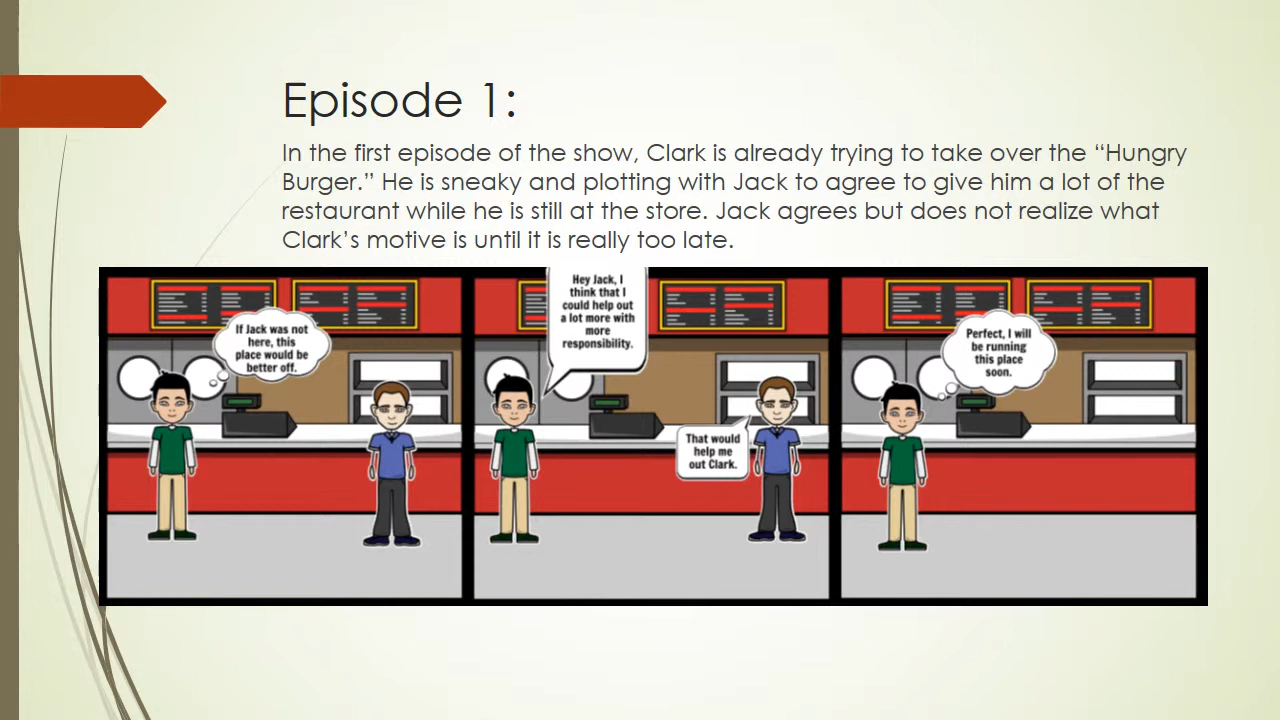 Episode 1:
In the first episode of the show, Clark is already trying to take over the “Hungry
Burger.” He is sneaky and plotting with Jack to agree to give him a lot of the
restaurant while he is still at the store. Jack agrees but does not realize what
Clark’s motive is until it is really too late.
If Jack was not
here, this
place would be
better off.
Hey Jack, I
think that I
could help out
a lot more with
more
responsibility.
That would
help me
out Clark.
Perfect, I will
be running
this place
soon.